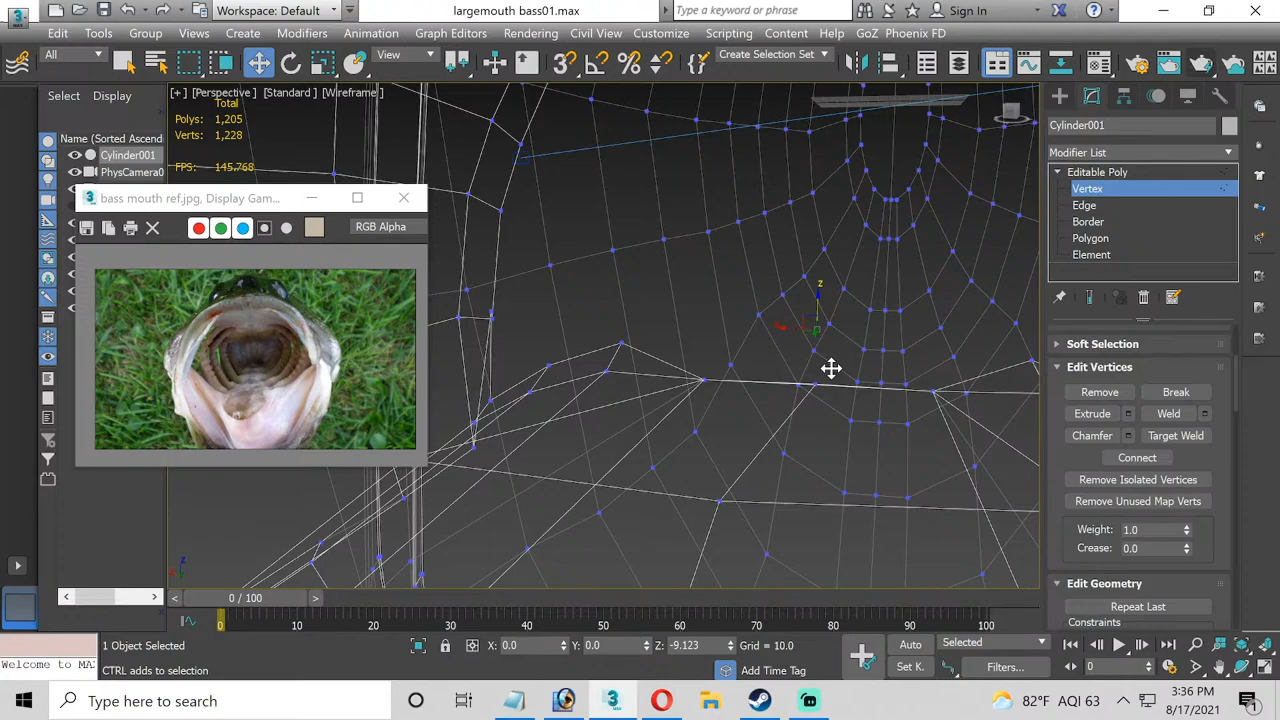 MAX
Workspace: Default
largemouth bass01.max
Type a keyword or phrase
Sign In
Edit Tools Group Views Create Modifiers Animation Graph Editors Rendering Civil View Customize Scripting Content Help GoZ Phoenix FD
All
View
Create Selection Set
Select Display
[+] [Perspective] [Standard] [Wireframe]
Total
Polys: 1,205
Verts: 1,228
FPS: 145.768
Name (Sorted Ascend
Cylinder001
PhysCamera0
bass mouth ref.jpg, Display Gam...
RGB Alpha
z
x
Cylinder001
Modifier List
Editable Poly
Vertex
Edge
Border
Polygon
Element
Soft Selection
Edit Vertices
Remove Break
Extrude Weld
Chamfer Target Weld
Connect
Remove Isolated Vertices
Remove Unused Map Verts
Weight: 1.0
Crease: 0.0
Edit Geometry
Repeat Last
Constraints
z
x
0 / 100
0 10 20 30 40 50 60 70 80 90 100
1 Object Selected
X: 0.0 Y: 0.0 Z: -9.123 Grid = 10.0
Auto Selected
Welcome to MAX
CTRL adds to selection
Add Time Tag
Set K. Filters...
0
Type here to search
82°F AQI 63
3:36 PM
8/17/2021
1